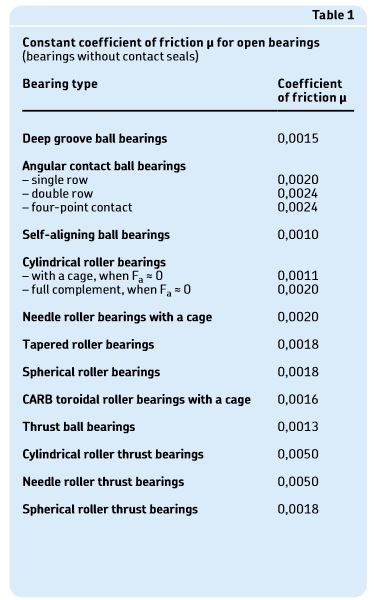 Table 1
Constant coefficient of friction μ for open bearings
(bearings without contact seals)
Bearing type Coefficient
of friction μ
Deep groove ball bearings 0,0015
Angular contact ball bearings
– single row 0,0020
– double row 0,0024
– four-point contact 0,0024
Self-aligning ball bearings 0,0010
Cylindrical roller bearings
– with a cage, when Fa ≈ 0 0,0011
– full complement, when Fa ≈ 0 0,0020
Needle roller bearings with a cage 0,0020
Tapered roller bearings 0,0018
Spherical roller bearings 0,0018
CARB toroidal roller bearings with a cage 0,0016
Thrust ball bearings 0,0013
Cylindrical roller thrust bearings 0,0050
Needle roller thrust bearings 0,0050
Spherical roller thrust bearings 0,0018